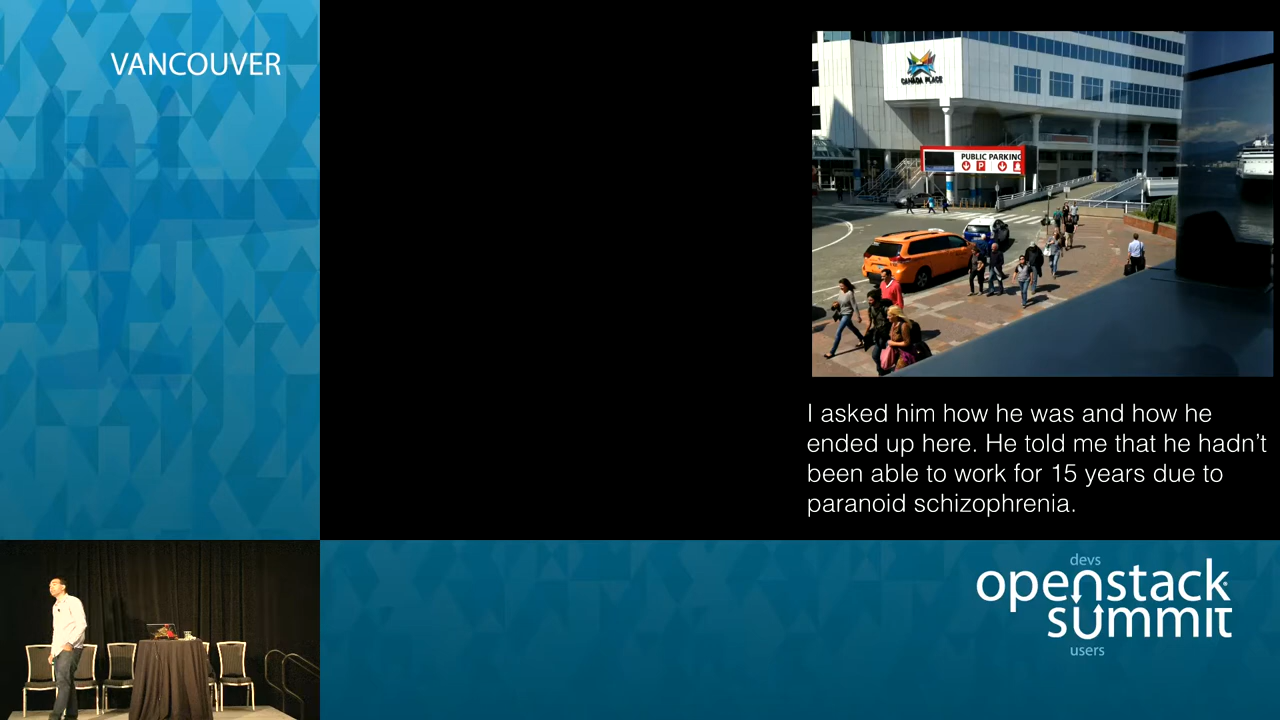 VANCOUVER
CANADA PLACE
PUBLIC PARKING
P
I asked him how he was and how he
ended up here. He told me that he hadn't
been able to work for 15 years due to
paranoid schizophrenia.
devs
openstack
summit
users